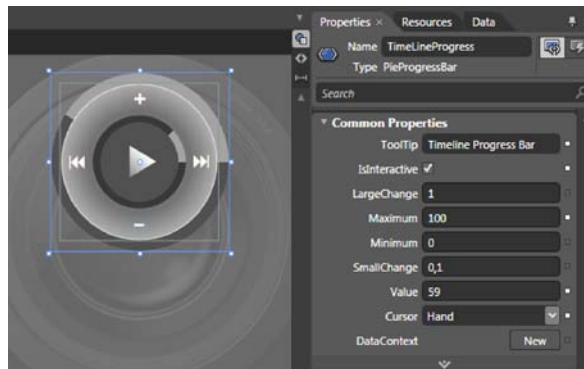 Properties × Resources Data
Name TimeLineProgress
Type PieProgressBar
Search
Common Properties
ToolTip Timeline Progress Bar
IsInteractive
LargeChange 1
Maximum 100
Minimum 0
SmallChange 0,1
Value 59
Cursor Hand
DataContext New